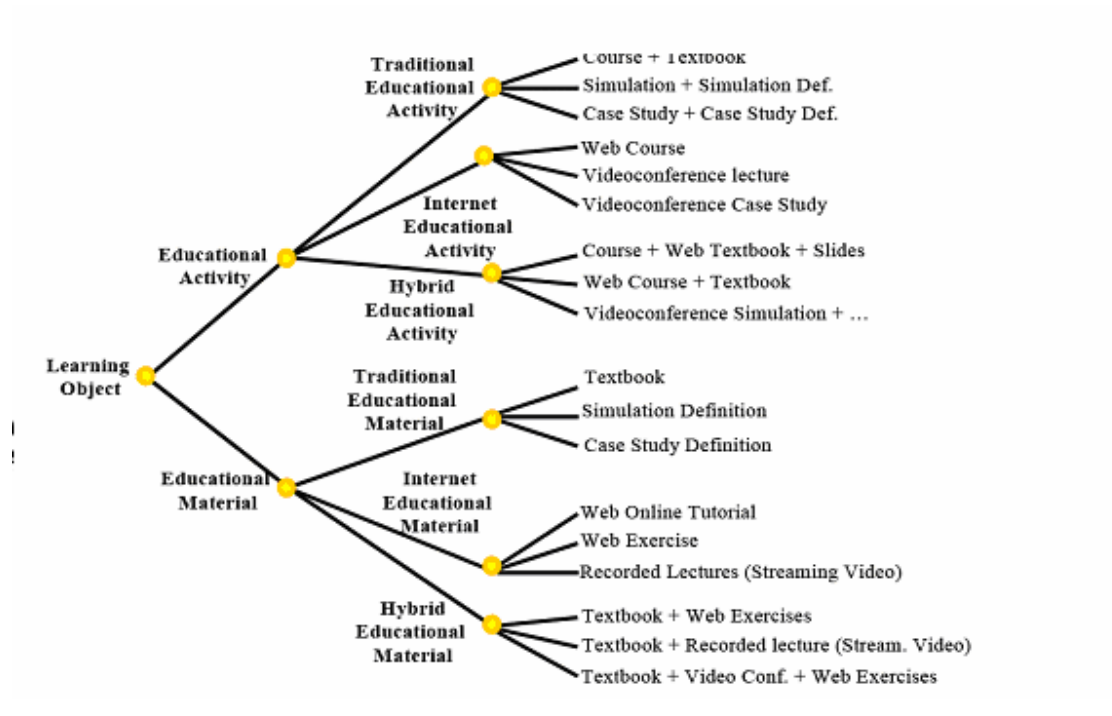 Traditional
Educational
Activity
Course + Textbook
Simulation + Simulation Def.
Case Study + Case Study Def.
Web Course
Videoconference lecture
Videoconference Case Study
Internet
Educational
Activity
Educational
Activity
Course + Web Textbook + Slides
Web Course + Textbook
Videoconference Simulation + ...
Hybrid
Educational
Activity
Learning
Object
Traditional
Educational
Material
Textbook
Simulation Definition
Case Study Definition
Educational
Material
Internet
Educational
Material
Web Online Tutorial
Web Exercise
Recorded Lectures (Streaming Video)
Hybrid
Educational
Material
Textbook + Web Exercises
Textbook + Recorded lecture (Stream. Video)
Textbook + Video Conf. + Web Exercises